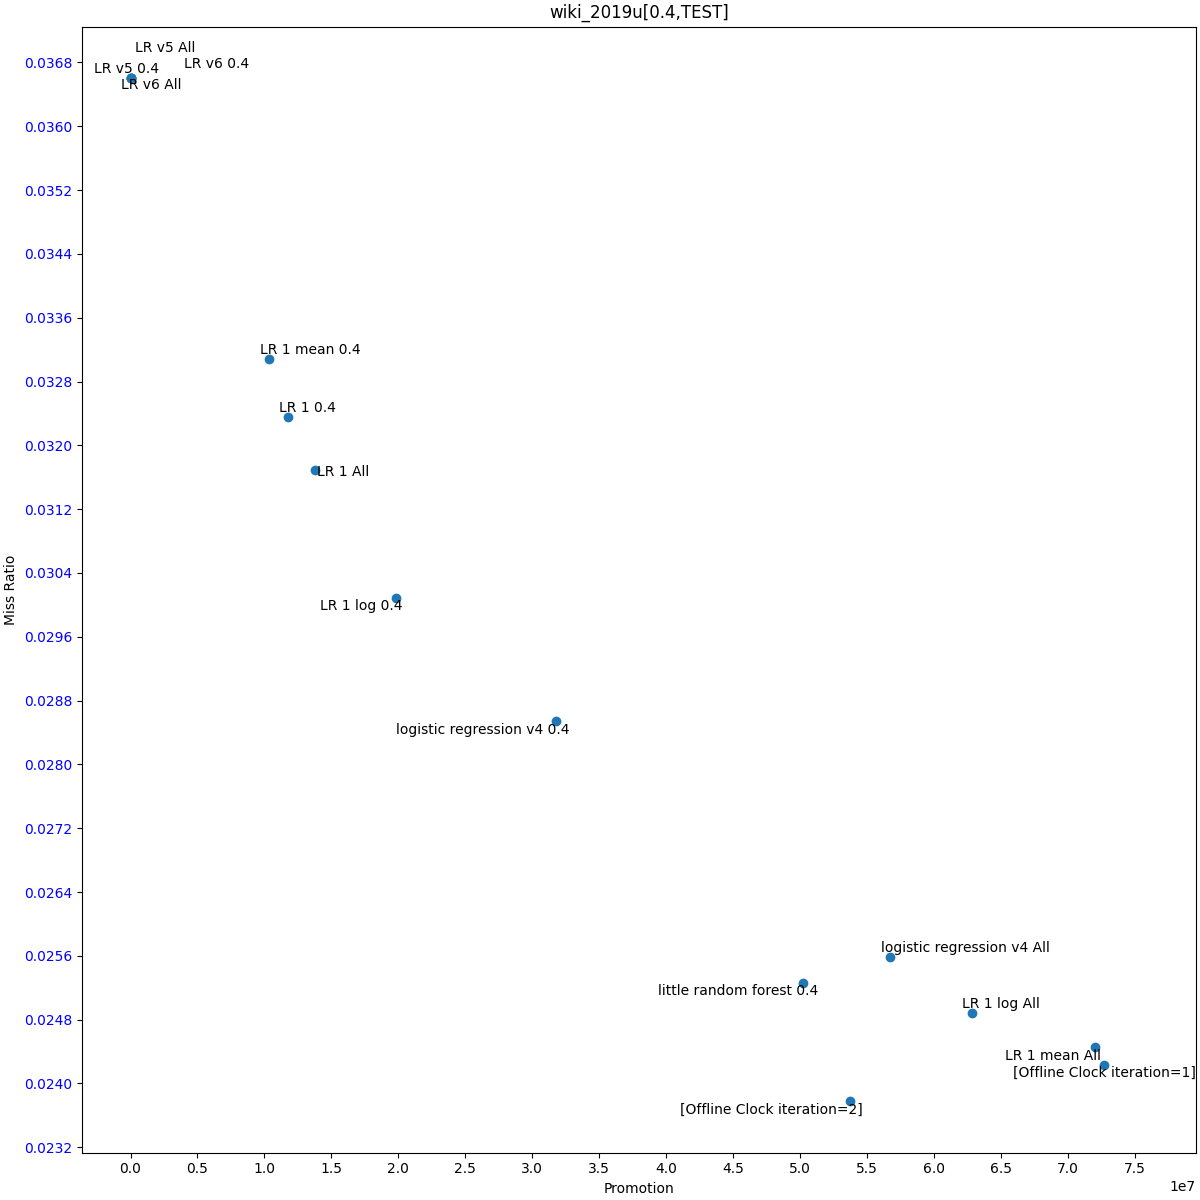 wiki_2019u[0.4,TEST]
LR v5 All
LR v6 0.4
LR v5 0.4
LR v6 All
LR 1 mean 0.4
LR 1 0.4
LR 1 All
LR 1 log 0.4
logistic regression v4 0.4
logistic regression v4 All
little random forest 0.4
LR 1 log All
LR 1 mean All
[Offline Clock iteration=1]
[Offline Clock iteration=2]
Miss Ratio
0.0368
0.0360
0.0352
0.0344
0.0336
0.0328
0.0320
0.0312
0.0304
0.0296
0.0288
0.0280
0.0272
0.0264
0.0256
0.0248
0.0240
0.0232
0.0 0.5 1.0 1.5 2.0 2.5 3.0 3.5 4.0 4.5 5.0 5.5 6.0 6.5 7.0 7.5
1e7
Promotion